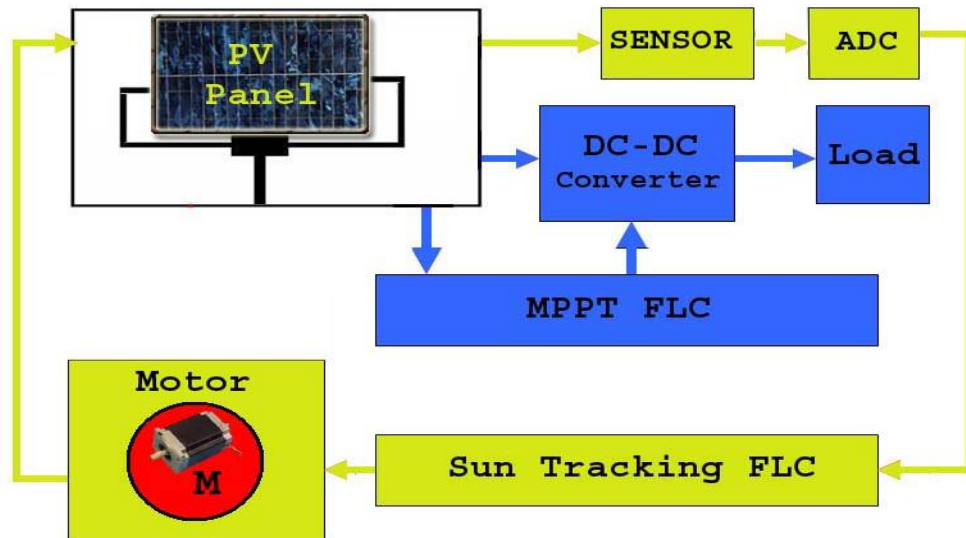 PV
Panel
SENSOR
ADC
DC-DC
Converter
Load
MPPT FLC
Motor
M
Sun Tracking FLC